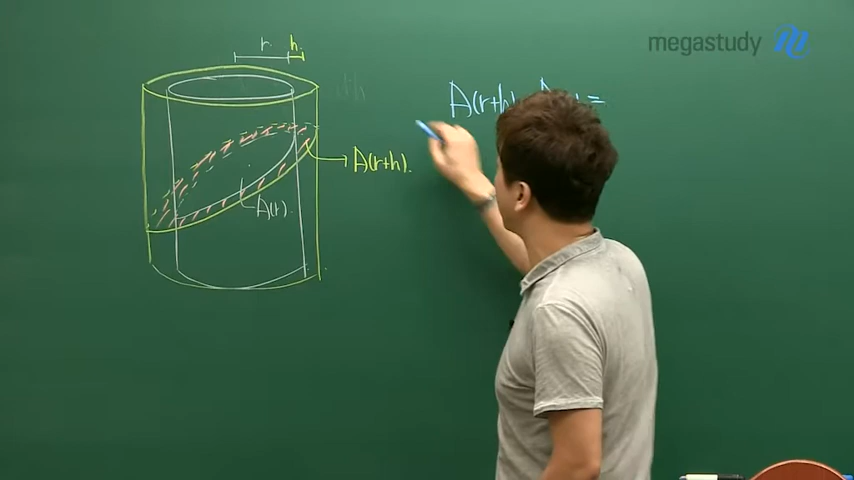 megastudy
r. h.
A(r+h)
A(r+h).
A(r).